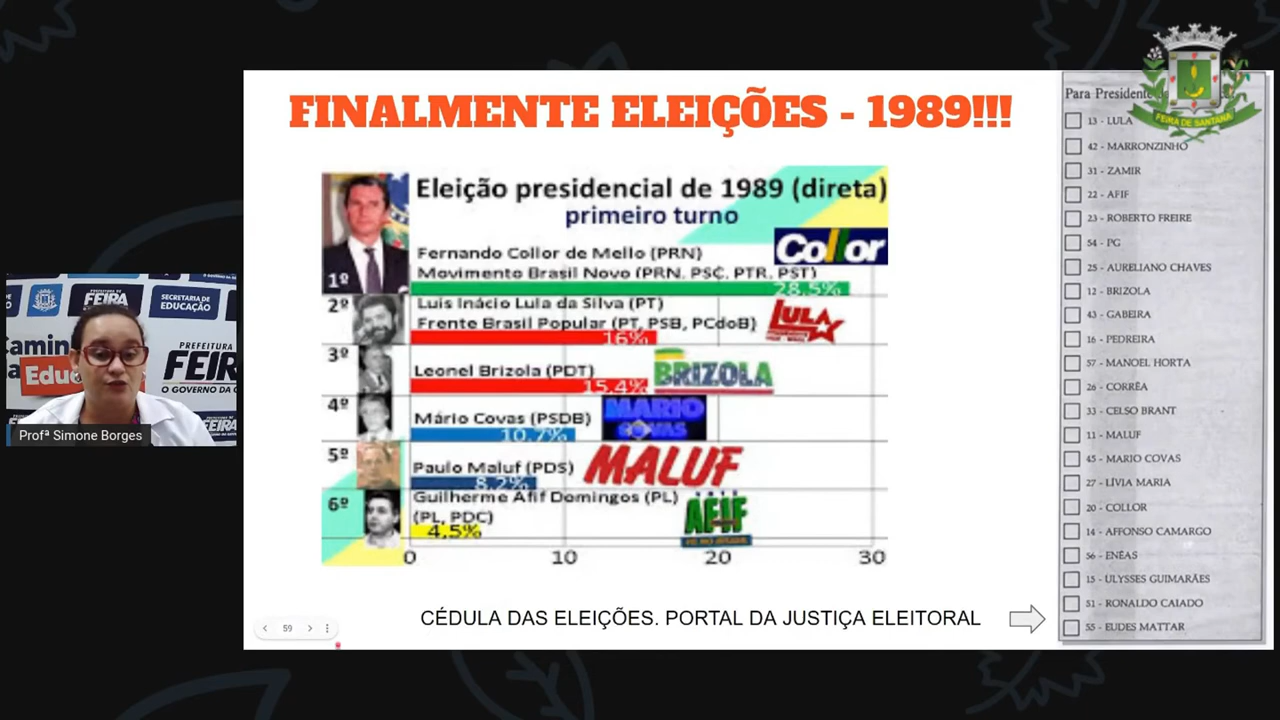 FINALMENTE ELEIÇÕES - 1989!!!
Eleição presidencial de 1989 (direta)
primeiro turno
Fernando Collor de Mello (PRN)
Collor
1º
Movimento Brasil Novo (PRN, PSC, PTR, PST)
28.5%
2º
Luis Inácio Lula da Silva (PT)
Frente Brasil Popular (PT, PSB, PCdoB)
LULA
16%
3º
Leonel Brizola (PDT)
BRIZOLA
15.4%
4º
Mário Covas (PSDB)
MARIO
COVAS
10.7%
5º
Paulo Maluf (PDS)
MALUF
8.2%
6º
Guilherme Afif Domingos (PL)
(PL, PDC)
AFIF
4.5%
0 10 20 30
CÉDULA DAS ELEIÇÕES. PORTAL DA JUSTIÇA ELEITORAL
59
Para Presidente
FEIRA DE SANTANA
13 - LULA
42 - MARRONZINHO
31 - ZAMIR
22 - AFIF
23 - ROBERTO FREIRE
54 - PG
25 - AURELIANO CHAVES
12 - BRIZOLA
43 - GABEIRA
16 - PEDREIRA
57 - MANOEL HORTA
26 - CORRÊA
33 - CELSO BRANT
11 - MALUF
45 - MARIO COVAS
27 - LÍVIA MARIA
20 - COLLOR
14 - AFFONSO CAMARGO
56 - ENÉAS
15 - ULYSSES GUIMARÃES
51 - RONALDO CAIADO
55 - EUDES MATTAR
FEIRA
SECRETARIA DE
EDUCAÇÃO
Camin
Edu
PREFEITURA
FEIR
O GOVERNO DA
Profª Simone Borges